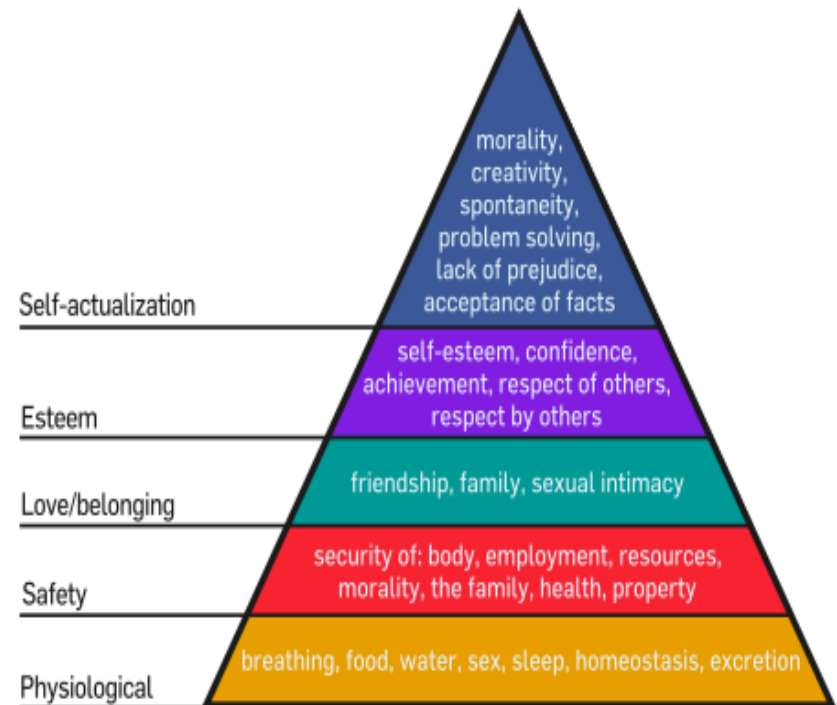 morality,
creativity,
spontaneity,
problem solving,
lack of prejudice,
acceptance of facts
Self-actualization
self-esteem, confidence,
achievement, respect of others,
respect by others
Esteem
friendship, family, sexual intimacy
Love/belonging
security of: body, employment, resources,
morality, the family, health, property
Safety
breathing, food, water, sex, sleep, homeostasis, excretion
Physiological